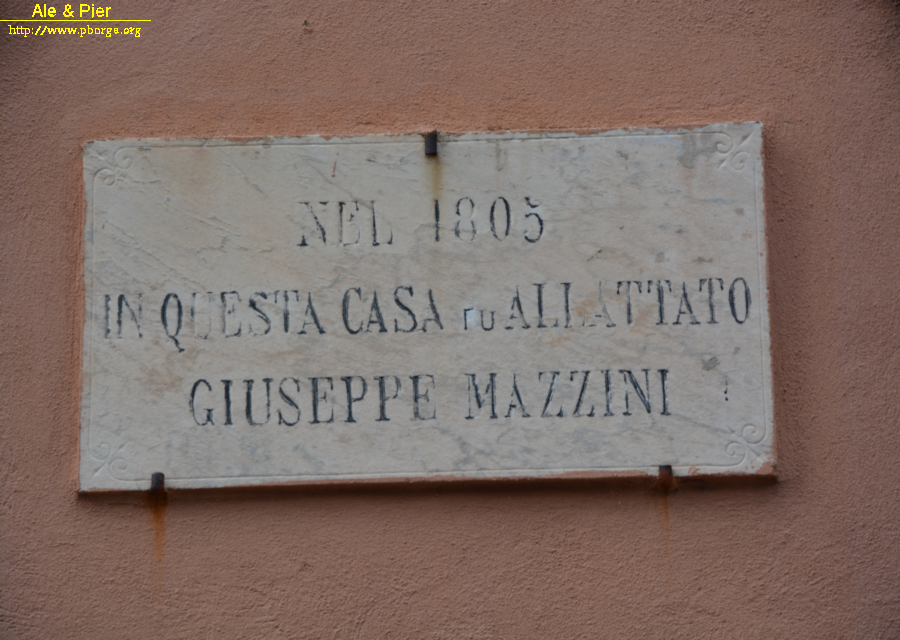 Ale & Pier
http://www.pborga.org
NEL 1805
IN QUESTA CASA FU ALLATTATO
GIUSEPPE MAZZINI